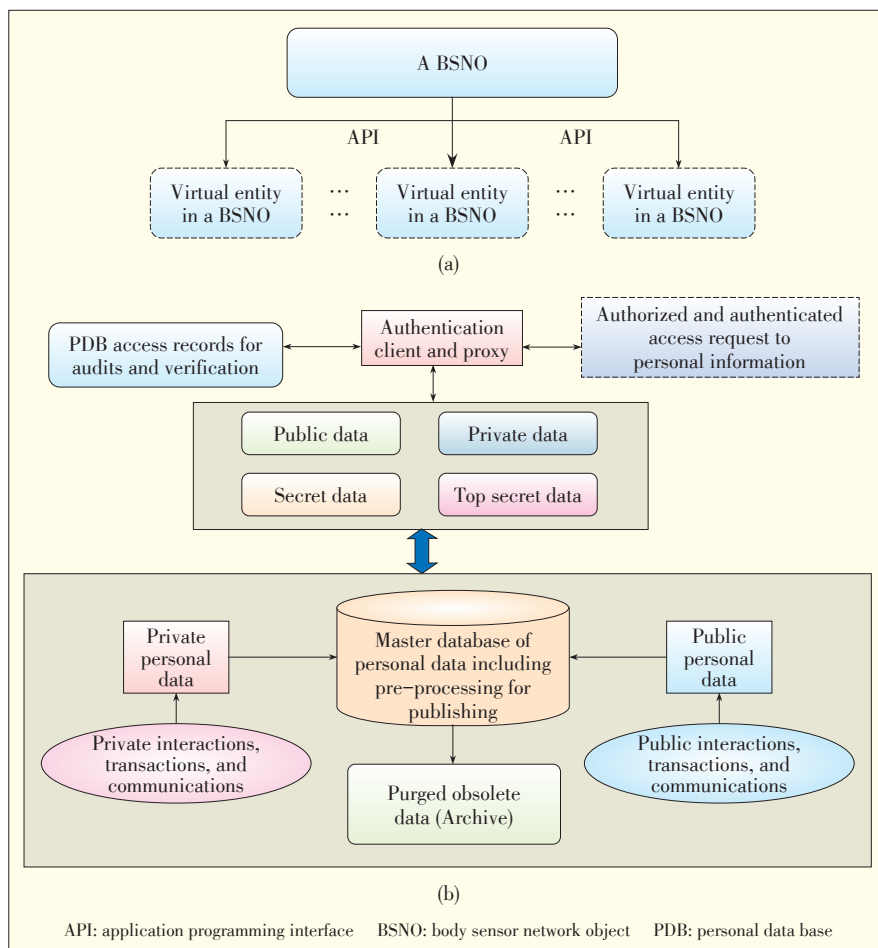 A BSNO
API
API
Virtual entity
in a BSNO
...
...
Virtual entity
in a BSNO
...
...
Virtual entity
in a BSNO
(a)
PDB access records for
audits and verification
Authentication
client and proxy
Authorized and authenticated
access request to
personal information
Public data
Private data
Secret data
Top secret data
Private
personal
data
Master database of
personal data including
pre-processing for
publishing
Public
personal
data
Private interactions,
transactions, and
communications
Purged obsolete
data (Archive)
Public interactions,
transactions, and
communications
(b)
API: application programming interface BSNO: body sensor network object PDB: personal data base